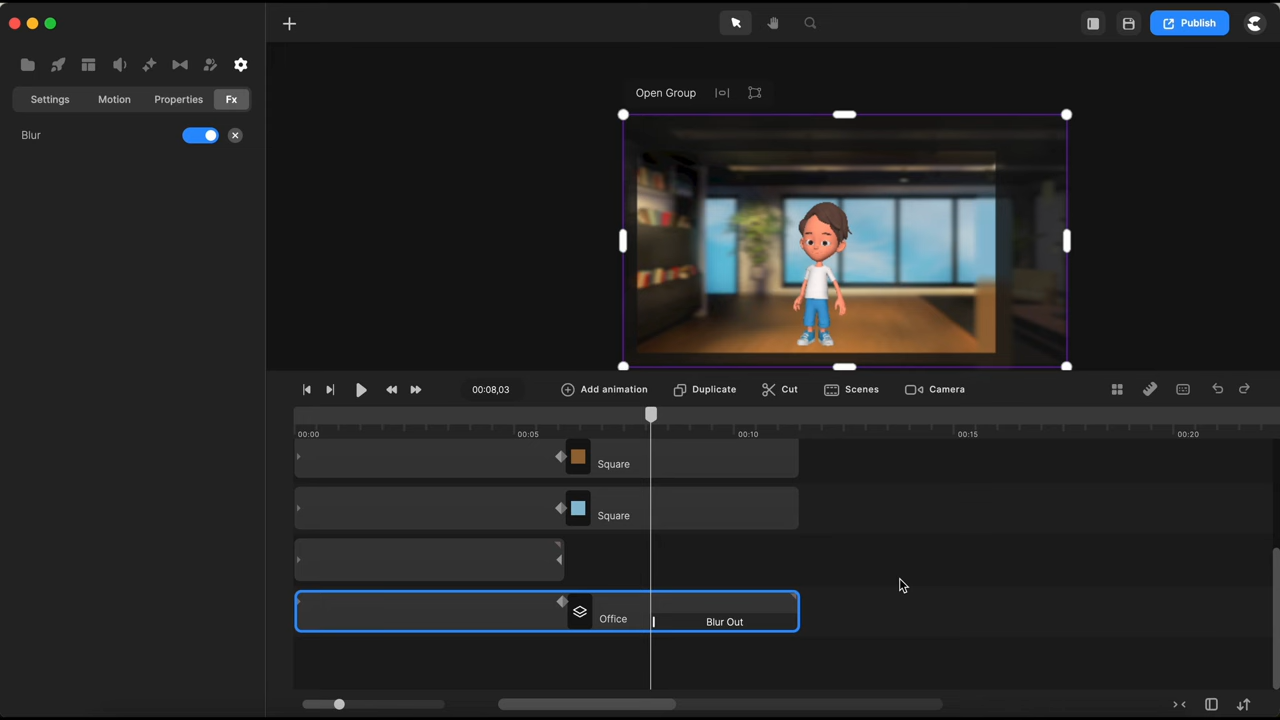 Publish
Settings Motion Properties Fx
Blur
Open Group
00:08,03 Add animation Duplicate Cut Scenes Camera
00:00 00:05 00:10 00:15 00:20
Square
Square
Office Blur Out